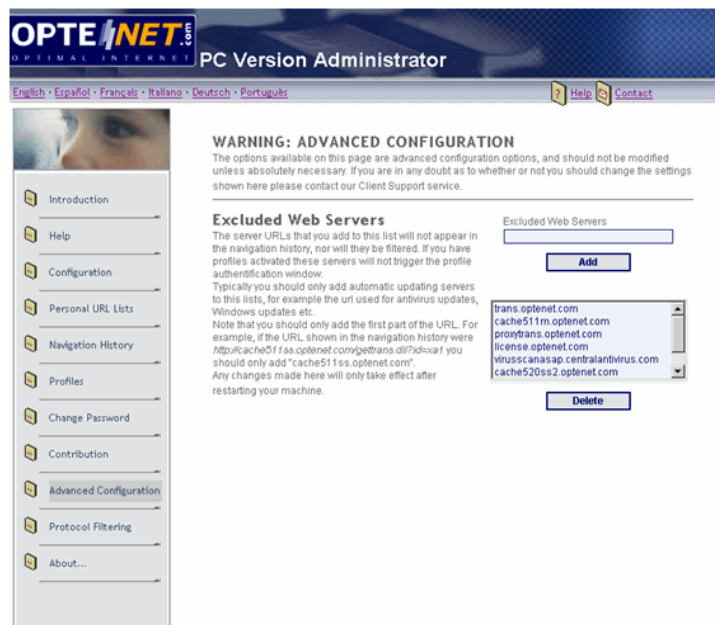 OPTENET.com
OPTIMAL INTERNET
PC Version Administrator
English · Español · Français · Italiano · Deutsch · Português
Help Contact
WARNING: ADVANCED CONFIGURATION
The options available on this page are advanced configuration options, and should not be modified
unless absolutely necessary. If you are in any doubt as to whether or not you should change the settings
shown here please contact our Client Support service.
Introduction
Help
Configuration
Personal URL Lists
Navigation History
Profiles
Change Password
Contribution
Advanced Configuration
Protocol Filtering
About...
Excluded Web Servers
The server URLs that you add to this list will not appear in
the navigation history, nor will they be filtered. If you have
profiles activated these servers will not trigger the profile
authentification window.
Typically you should only add automatic updating servers
to this lists, for example the url used for antivirus updates,
Windows updates etc.
Note that you should only add the first part of the URL. For
example, if the URL shown in the navigation history were
http://cache511ss.optenet.com/gettrans.dll?id=xa1 you
should only add "cache511ss.optenet.com".
Any changes made here will only take effect after
restarting your machine.
Excluded Web Servers
Add
trans.optenet.com
cache511m.optenet.com
proxytrans.optenet.com
license.optenet.com
virusscanasap.centralantivirus.com
cache520ss2.optenet.com
Delete